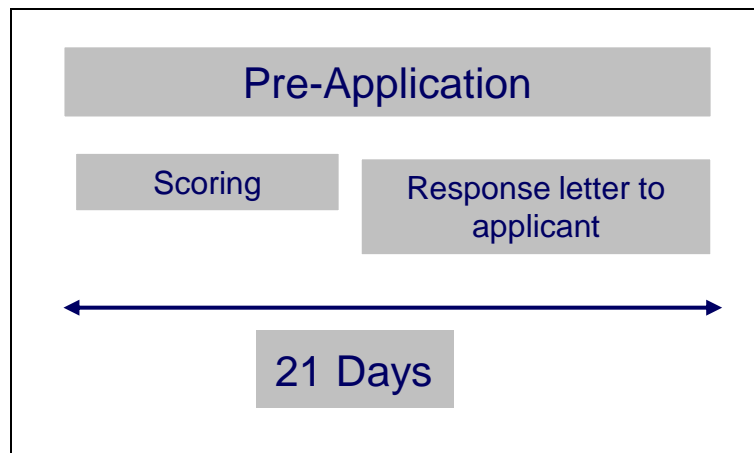 Pre-Application
Scoring
Response letter to
applicant
21 Days